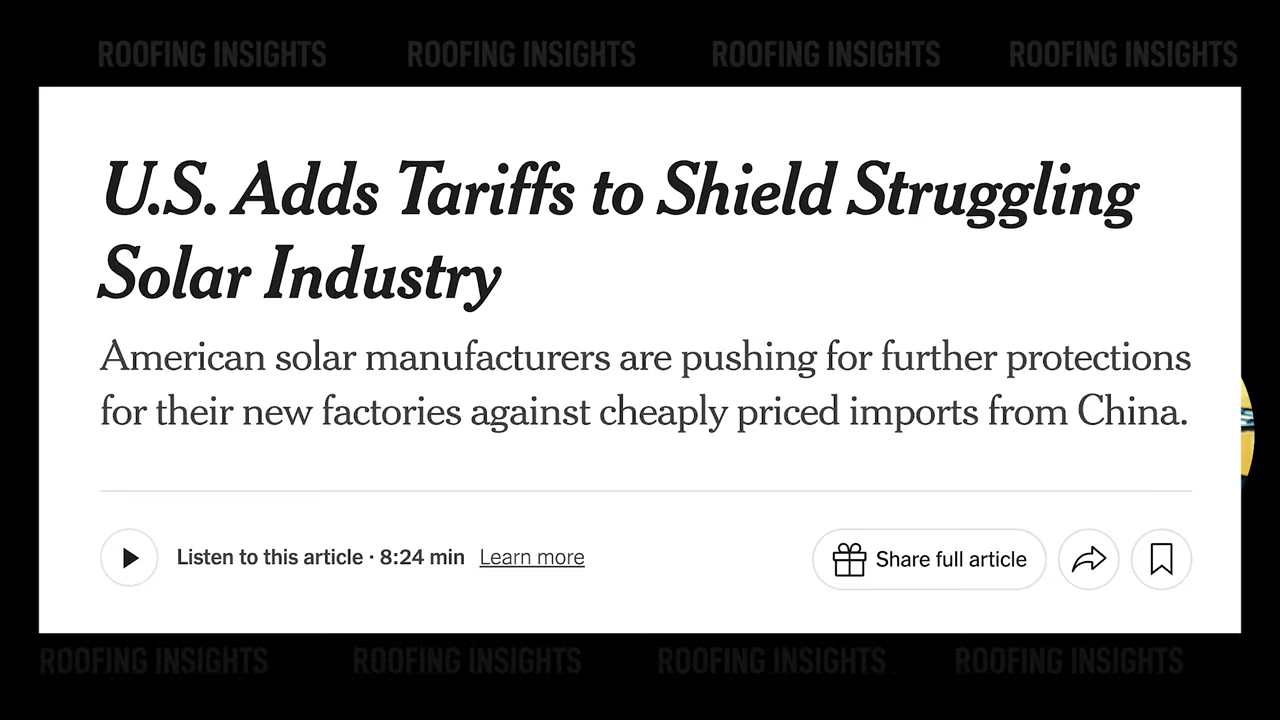 ROOFING INSIGHTS ROOFING INSIGHTS ROOFING INSIGHTS ROOFING INSIGHTS
U.S. Adds Tariffs to Shield Struggling
Solar Industry
American solar manufacturers are pushing for further protections
for their new factories against cheaply priced imports from China.
Listen to this article · 8:24 min Learn more Share full article
ROOFING INSIGHTS ROOFING INSIGHTS ROOFING INSIGHTS ROOFING INSIGHTS